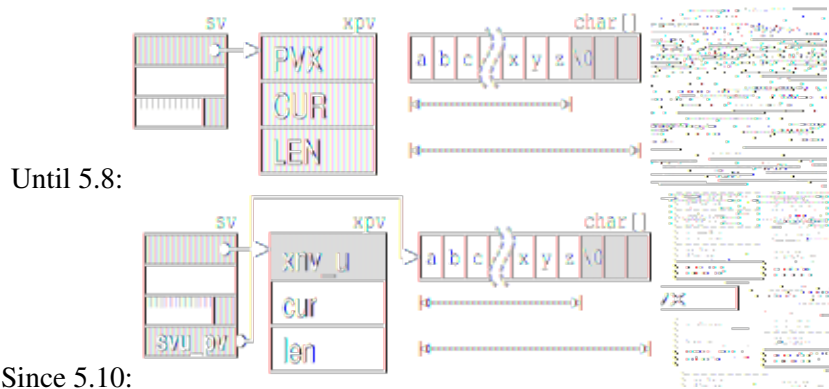 sv xpv char[]
PVX a b c x y z \0
CUR
LEN
Until 5.8:
sv xpv char[]
xnv_u a b c x y z \0
cur
svu_pv len
Since 5.10: